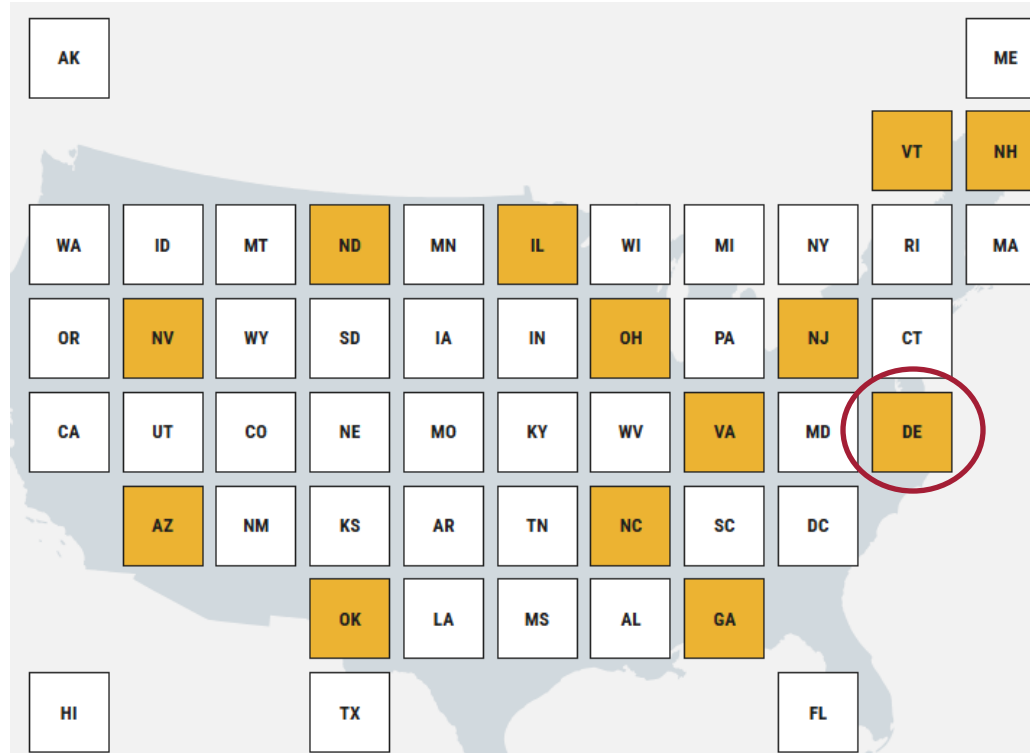 AK ME
VT NH
WA ID MT ND MN IL WI MI NY RI MA
OR NV WY SD IA IN OH PA NJ CT
CA UT CO NE MO KY WV VA MD DE
AZ NM KS AR TN NC SC DC
OK LA MS AL GA
HI TX FL